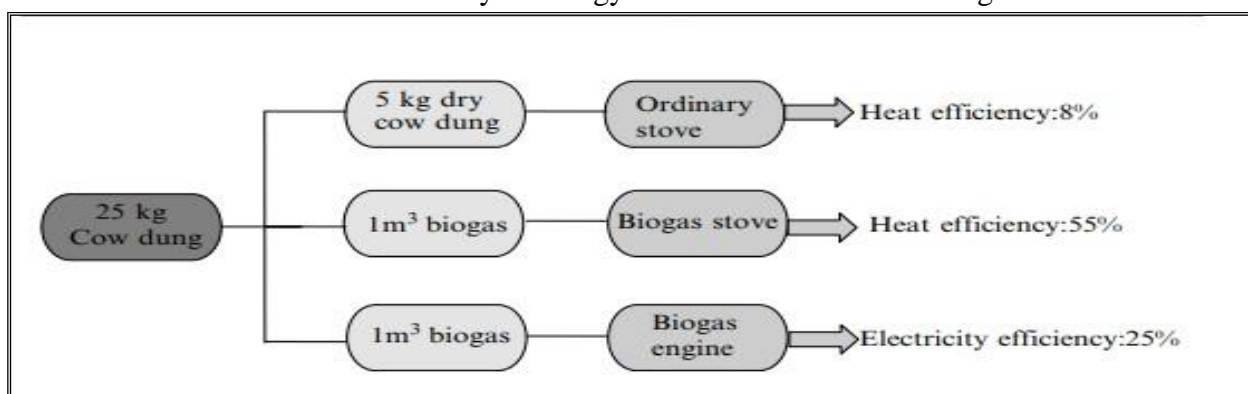 25 kg
Cow dung
5 kg dry
cow dung
Ordinary
stove
Heat efficiency:8%
1m³ biogas
Biogas stove
Heat efficiency:55%
1m³ biogas
Biogas
engine
Electricity efficiency:25%